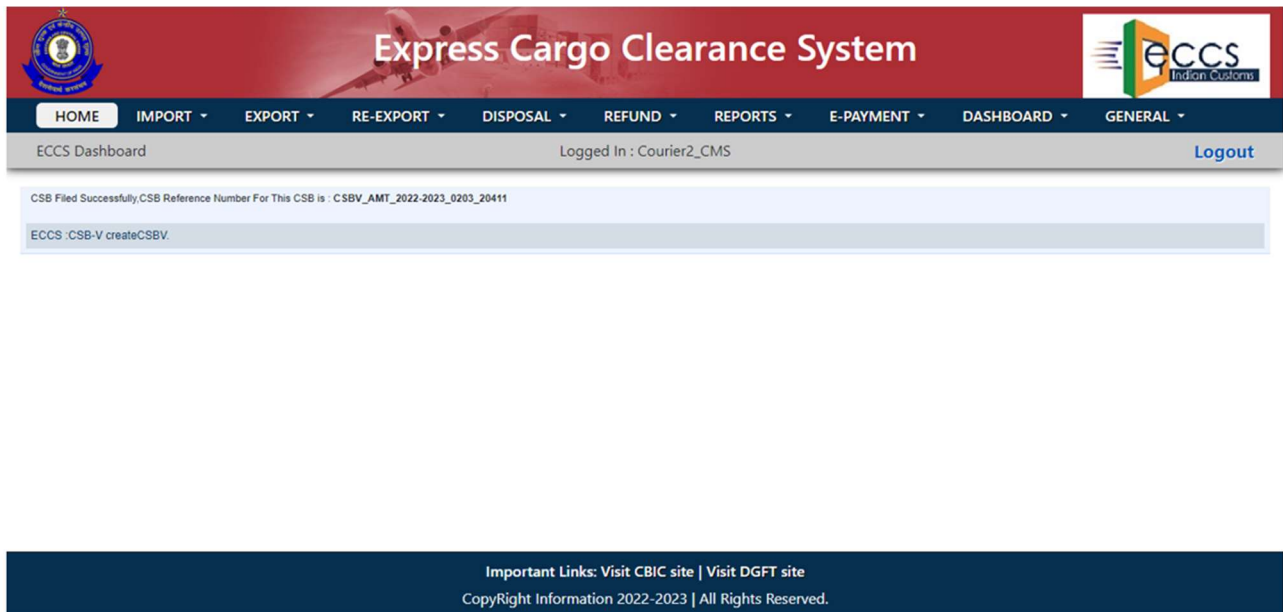 Express Cargo Clearance System
eccs
Indian Customs
HOME IMPORT EXPORT RE-EXPORT DISPOSAL REFUND REPORTS E-PAYMENT DASHBOARD GENERAL
ECCS Dashboard Logged In : Courier2_CMS Logout
CSB Filed Successfully,CSB Reference Number For This CSB is : CSBV_AMT_2022-2023_0203_20411
ECCS :CSB-V createCSBV.
Important Links: Visit CBIC site | Visit DGFT site
CopyRight Information 2022-2023 | All Rights Reserved.